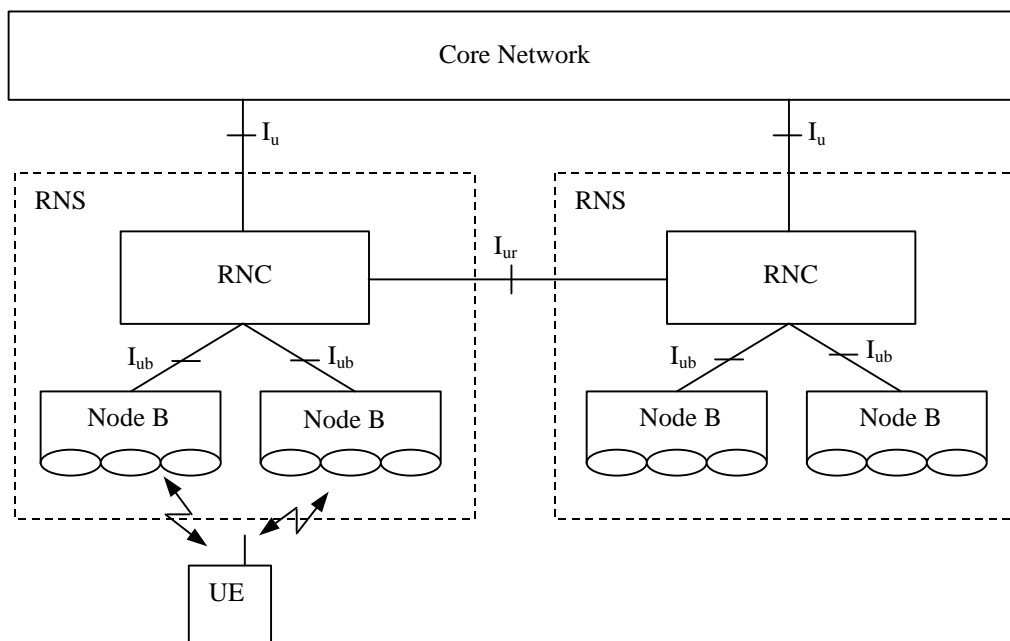 Core Network
Iu
Iu
RNS
RNS
RNC
Iur
RNC
Iub
Iub
Iub
Iub
Node B
Node B
Node B
Node B
UE